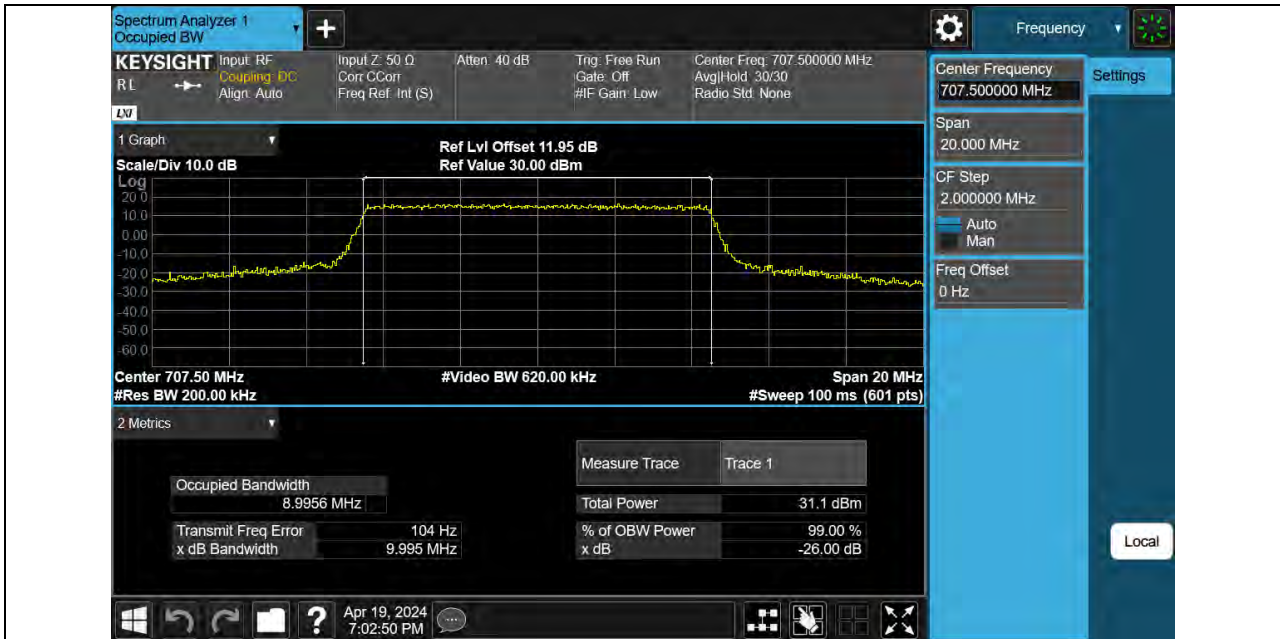 Spectrum Analyzer 1
Occupied BW
+
Frequency
KEYSIGHT
RL
LXI
Input: RF
Coupling: DC
Align: Auto
Input Z: 50 Ω
Corr CCorr
Freq Ref: Int (S)
Atten: 40 dB
Trig: Free Run
Gate: Off
#IF Gain: Low
Center Freq: 707.500000 MHz
Avg|Hold: 30/30
Radio Std: None
Center Frequency
707.500000 MHz
Settings
Span
20.000 MHz
CF Step
2.000000 MHz
Auto
Man
Freq Offset
0 Hz
1 Graph
Scale/Div 10.0 dB
Ref Lvl Offset 11.95 dB
Ref Value 30.00 dBm
Log
20.0
10.0
0.00
-10.0
-20.0
-30.0
-40.0
-50.0
-60.0
Center 707.50 MHz
#Video BW 620.00 kHz
Span 20 MHz
#Res BW 200.00 kHz
#Sweep 100 ms (601 pts)
2 Metrics
Measure Trace Trace 1
Occupied Bandwidth
8.9956 MHz
Total Power 31.1 dBm
Transmit Freq Error 104 Hz
% of OBW Power 99.00 %
x dB Bandwidth 9.995 MHz
x dB -26.00 dB
Local
?
Apr 19, 2024
7:02:50 PM